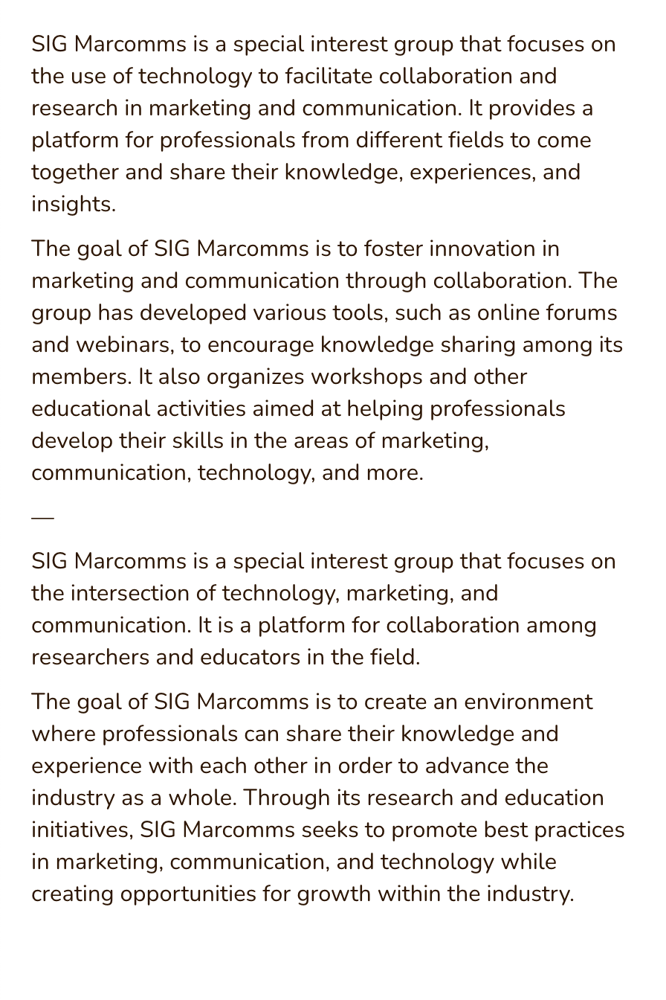 SIG Marcomms is a special interest group that focuses on
the use of technology to facilitate collaboration and
research in marketing and communication. It provides a
platform for professionals from different fields to come
together and share their knowledge, experiences, and
insights.
The goal of SIG Marcomms is to foster innovation in
marketing and communication through collaboration. The
group has developed various tools, such as online forums
and webinars, to encourage knowledge sharing among its
members. It also organizes workshops and other
educational activities aimed at helping professionals
develop their skills in the areas of marketing,
communication, technology, and more.
—
SIG Marcomms is a special interest group that focuses on
the intersection of technology, marketing, and
communication. It is a platform for collaboration among
researchers and educators in the field.
The goal of SIG Marcomms is to create an environment
where professionals can share their knowledge and
experience with each other in order to advance the
industry as a whole. Through its research and education
initiatives, SIG Marcomms seeks to promote best practices
in marketing, communication, and technology while
creating opportunities for growth within the industry.